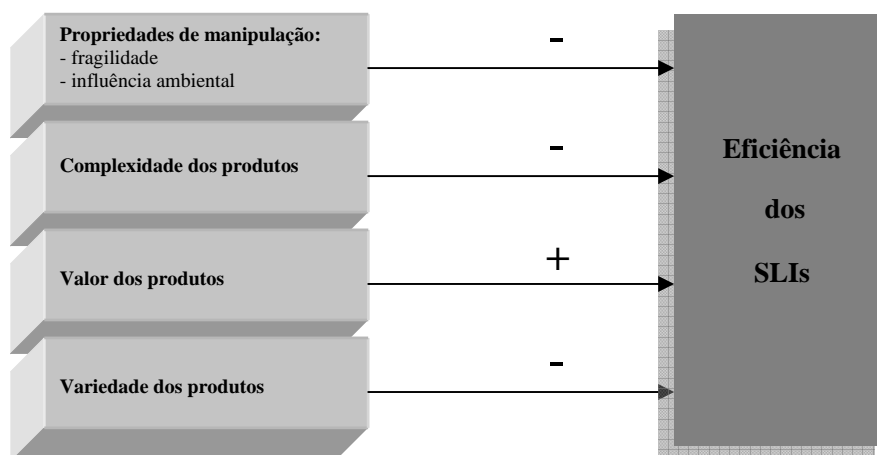 Propriedades de manipulação:
- fragilidade
- influência ambiental
-
Complexidade dos produtos
-
Valor dos produtos
+
Variedade dos produtos
-
Eficiência
dos
SLIs